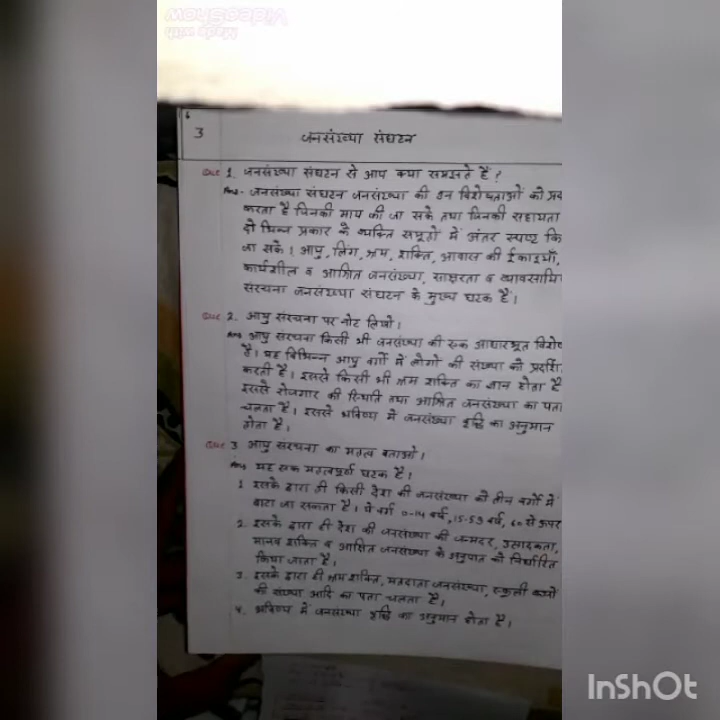 Made with
VideoShow
3 जनसंख्या संघटन
Que 1. जनसंख्या संघटन से आप क्या समझते हैं ?
Ans- जनसंख्या संघटन जनसंख्या की उन विशेषताओं को प्रद
करता है जिनकी माप की जा सके तथा जिनकी सहायता
से भिन्न प्रकार के व्यक्ति समूहों में अंतर स्पष्ट कि
जा सके। आयु, लिंग, श्रम, शक्ति, आवास की ईकाइयाँ,
कार्यशील व आश्रित जनसंख्या, साक्षरता व व्यावसायि
संरचना जनसंख्या संघटन के मुख्य घटक हैं।
Que 2. आयु संरचना पर नोट लिखो।
Ans आयु संरचना किसी भी जनसंख्या की एक आधारभूत विशेष
है। यह विभिन्न आयु वर्गों में लोगों की संख्या को प्रदर्शि
करती है। इससे किसी भी श्रम शक्ति का ज्ञान होता है
इससे रोजगार की स्थिति तथा आश्रित जनसंख्या का पता
चलता है। इससे भविष्य में जनसंख्या वृद्धि का अनुमान
होता है।
Que 3 आयु संरचना का महत्व बताओ।
Ans यह एक महत्वपूर्ण घटक है।
1 इसके द्वारा ही किसी देश की जनसंख्या को तीन वर्गों में
बाटा जा सकता है। ये वर्ग 0-14 वर्ष, 15-59 वर्ष, 60 से ऊपर
2. इसके द्वारा ही देश की जनसंख्या की जन्मदर, उत्पादकता,
मानव शक्ति व आश्रित जनसंख्या के अनुपात को निर्धारित
किया जाता है।
3. इसके द्वारा ही श्रम शक्ति, मतदाता जनसंख्या, स्कूली बच्चों
की संख्या आदि का पता चलता है।
4. भविष्य में जनसंख्या वृद्धि का अनुमान होता है।
InShOt